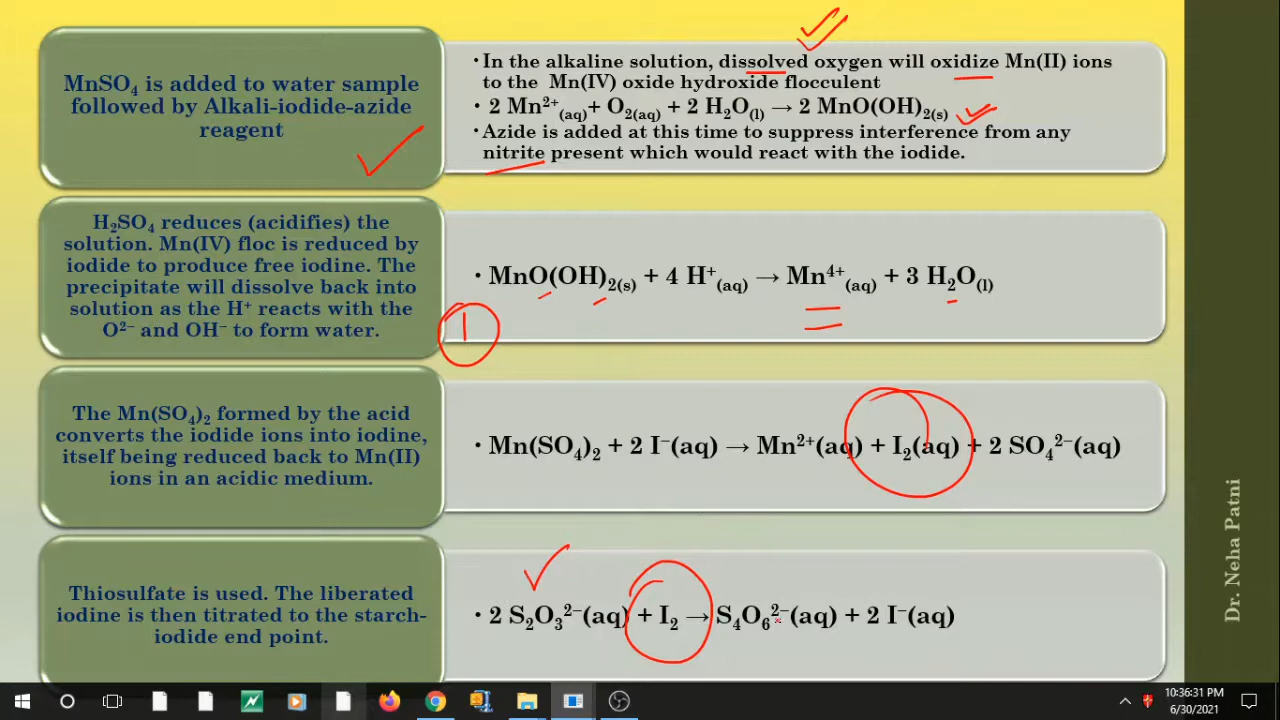 MnSO₄ is added to water sample
followed by Alkali-iodide-azide
reagent
• In the alkaline solution, dissolved oxygen will oxidize Mn(II) ions
to the Mn(IV) oxide hydroxide flocculent
• 2 Mn²⁺(aq)+ O₂(aq) + 2 H₂O(l) → 2 MnO(OH)₂(s)
• Azide is added at this time to suppress interference from any
nitrite present which would react with the iodide.
H₂SO₄ reduces (acidifies) the
solution. Mn(IV) floc is reduced by
iodide to produce free iodine. The
precipitate will dissolve back into
solution as the H⁺ reacts with the
O²⁻ and OH⁻ to form water.
• MnO(OH)₂(s) + 4 H⁺(aq) → Mn⁴⁺(aq) + 3 H₂O(l)
1
The Mn(SO₄)₂ formed by the acid
converts the iodide ions into iodine,
itself being reduced back to Mn(II)
ions in an acidic medium.
• Mn(SO₄)₂ + 2 I⁻(aq) → Mn²⁺(aq) + I₂(aq) + 2 SO₄²⁻(aq)
Thiosulfate is used. The liberated
iodine is then titrated to the starch-
iodide end point.
• 2 S₂O₃²⁻(aq) + I₂ → S₄O₆²⁻(aq) + 2 I⁻(aq)
Dr. Neha Patni
10:36:31 PM
6/30/2021